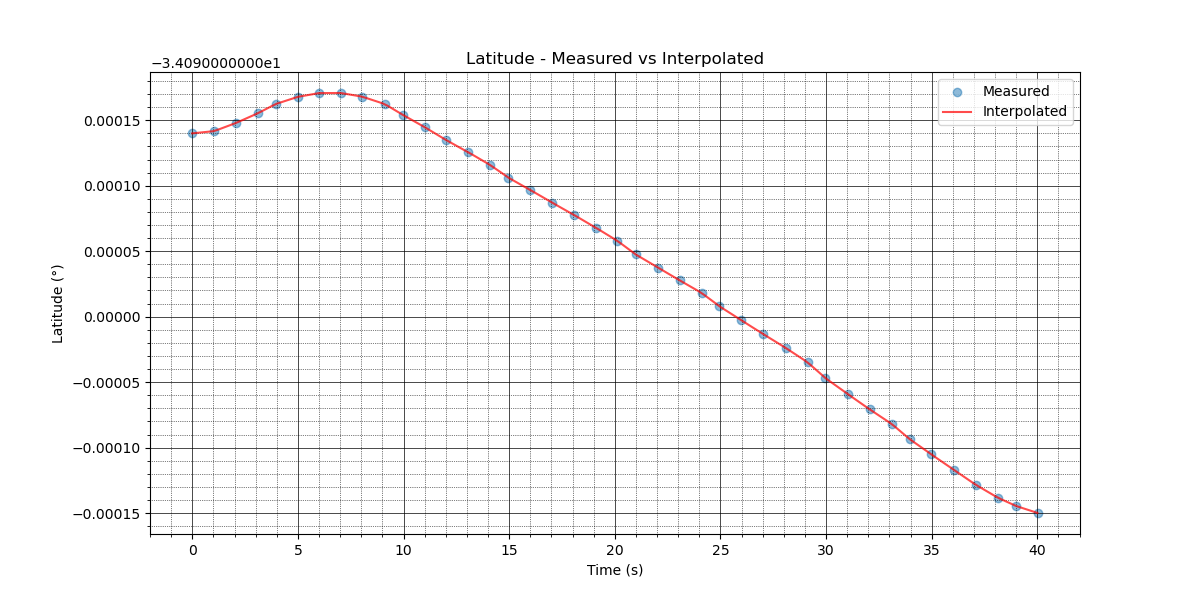 Latitude - Measured vs Interpolated
−3.4090000000e1
Measured
Interpolated
0.00015
0.00010
0.00005
0.00000
−0.00005
−0.00010
−0.00015
Latitude (°)
0 5 10 15 20 25 30 35 40
Time (s)